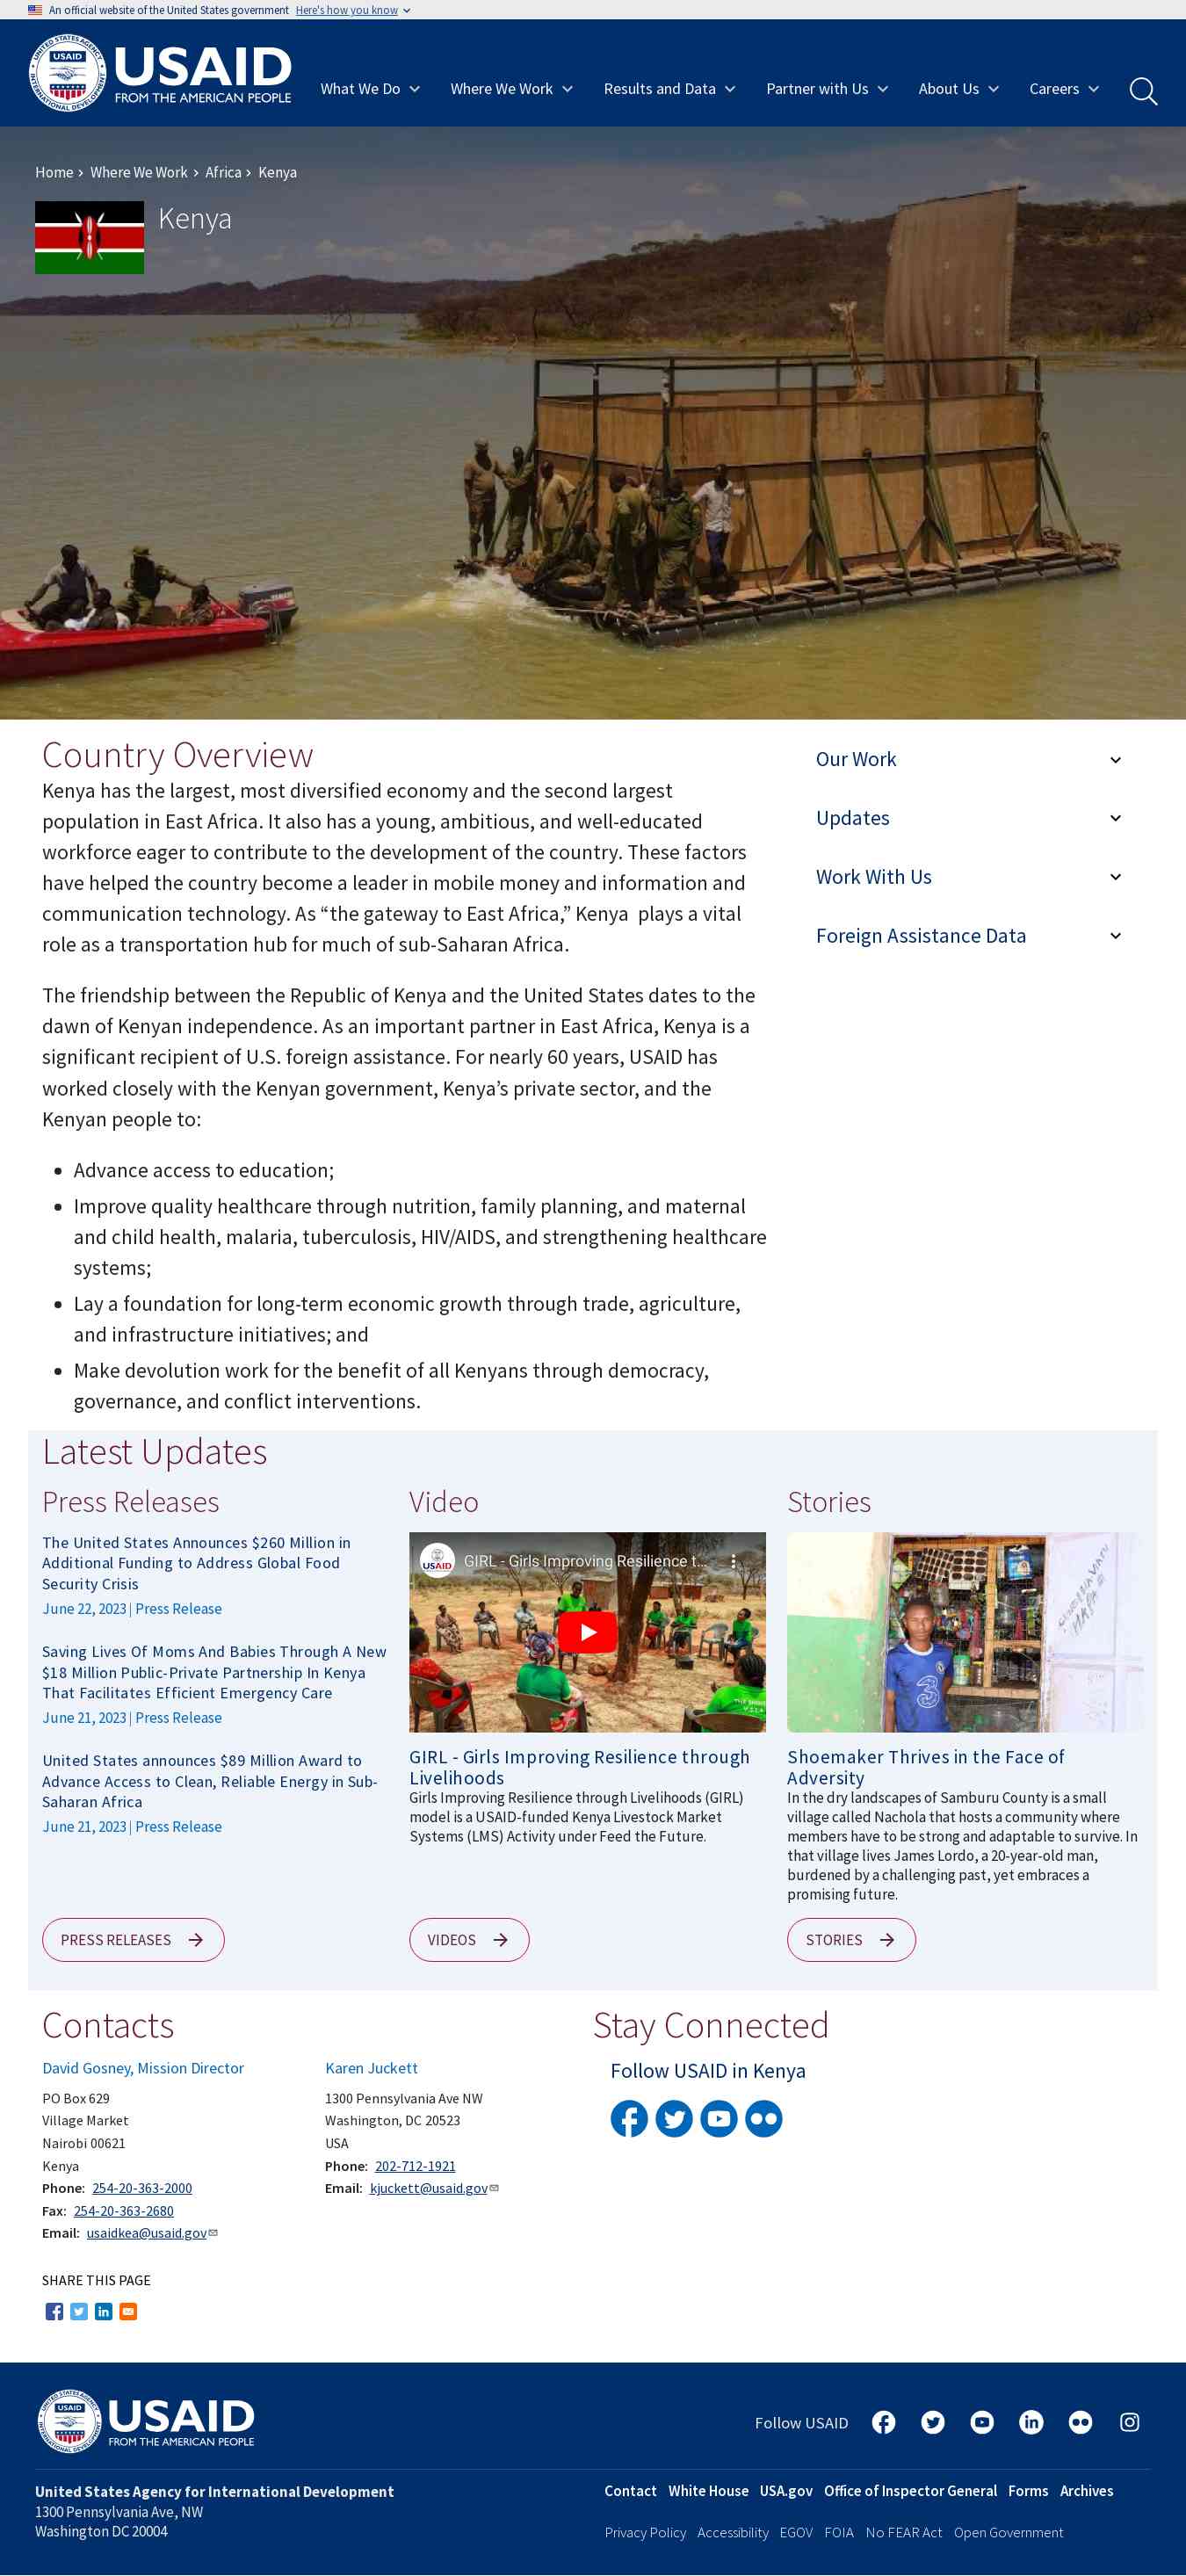 An official website of the United States government Here's how you know
USAID
FROM THE AMERICAN PEOPLE
What We Do
Where We Work
Results and Data
Partner with Us
About Us
Careers
Home
Where We Work
Africa
Kenya
Kenya
Country Overview
Kenya has the largest, most diversified economy and the second largest
population in East Africa. It also has a young, ambitious, and well-educated
workforce eager to contribute to the development of the country. These factors
have helped the country become a leader in mobile money and information and
communication technology. As “the gateway to East Africa,” Kenya plays a vital
role as a transportation hub for much of sub-Saharan Africa.
The friendship between the Republic of Kenya and the United States dates to the
dawn of Kenyan independence. As an important partner in East Africa, Kenya is a
significant recipient of U.S. foreign assistance. For nearly 60 years, USAID has
worked closely with the Kenyan government, Kenya’s private sector, and the
Kenyan people to:
Advance access to education;
Improve quality healthcare through nutrition, family planning, and maternal
and child health, malaria, tuberculosis, HIV/AIDS, and strengthening healthcare
systems;
Lay a foundation for long-term economic growth through trade, agriculture,
and infrastructure initiatives; and
Make devolution work for the benefit of all Kenyans through democracy,
governance, and conflict interventions.
Our Work
Updates
Work With Us
Foreign Assistance Data
Latest Updates
Press Releases
The United States Announces $260 Million in
Additional Funding to Address Global Food
Security Crisis
June 22, 2023 | Press Release
Saving Lives Of Moms And Babies Through A New
$18 Million Public-Private Partnership In Kenya
That Facilitates Efficient Emergency Care
June 21, 2023 | Press Release
United States announces $89 Million Award to
Advance Access to Clean, Reliable Energy in Sub-
Saharan Africa
June 21, 2023 | Press Release
PRESS RELEASES
Video
USAID
GIRL - Girls Improving Resilience t...
GIRL - Girls Improving Resilience through
Livelihoods
Girls Improving Resilience through Livelihoods (GIRL)
model is a USAID-funded Kenya Livestock Market
Systems (LMS) Activity under Feed the Future.
VIDEOS
Stories
Shoemaker Thrives in the Face of
Adversity
In the dry landscapes of Samburu County is a small
village called Nachola that hosts a community where
members have to be strong and adaptable to survive. In
that village lives James Lordo, a 20-year-old man,
burdened by a challenging past, yet embraces a
promising future.
STORIES
Contacts
David Gosney, Mission Director
PO Box 629
Village Market
Nairobi 00621
Kenya
Phone: 254-20-363-2000
Fax: 254-20-363-2680
Email: usaidkea@usaid.gov
Karen Juckett
1300 Pennsylvania Ave NW
Washington, DC 20523
USA
Phone: 202-712-1921
Email: kjuckett@usaid.gov
Stay Connected
Follow USAID in Kenya
SHARE THIS PAGE
USAID
FROM THE AMERICAN PEOPLE
Follow USAID
United States Agency for International Development
1300 Pennsylvania Ave, NW
Washington DC 20004
Contact White House USA.gov Office of Inspector General Forms Archives
Privacy Policy Accessibility EGOV FOIA No FEAR Act Open Government